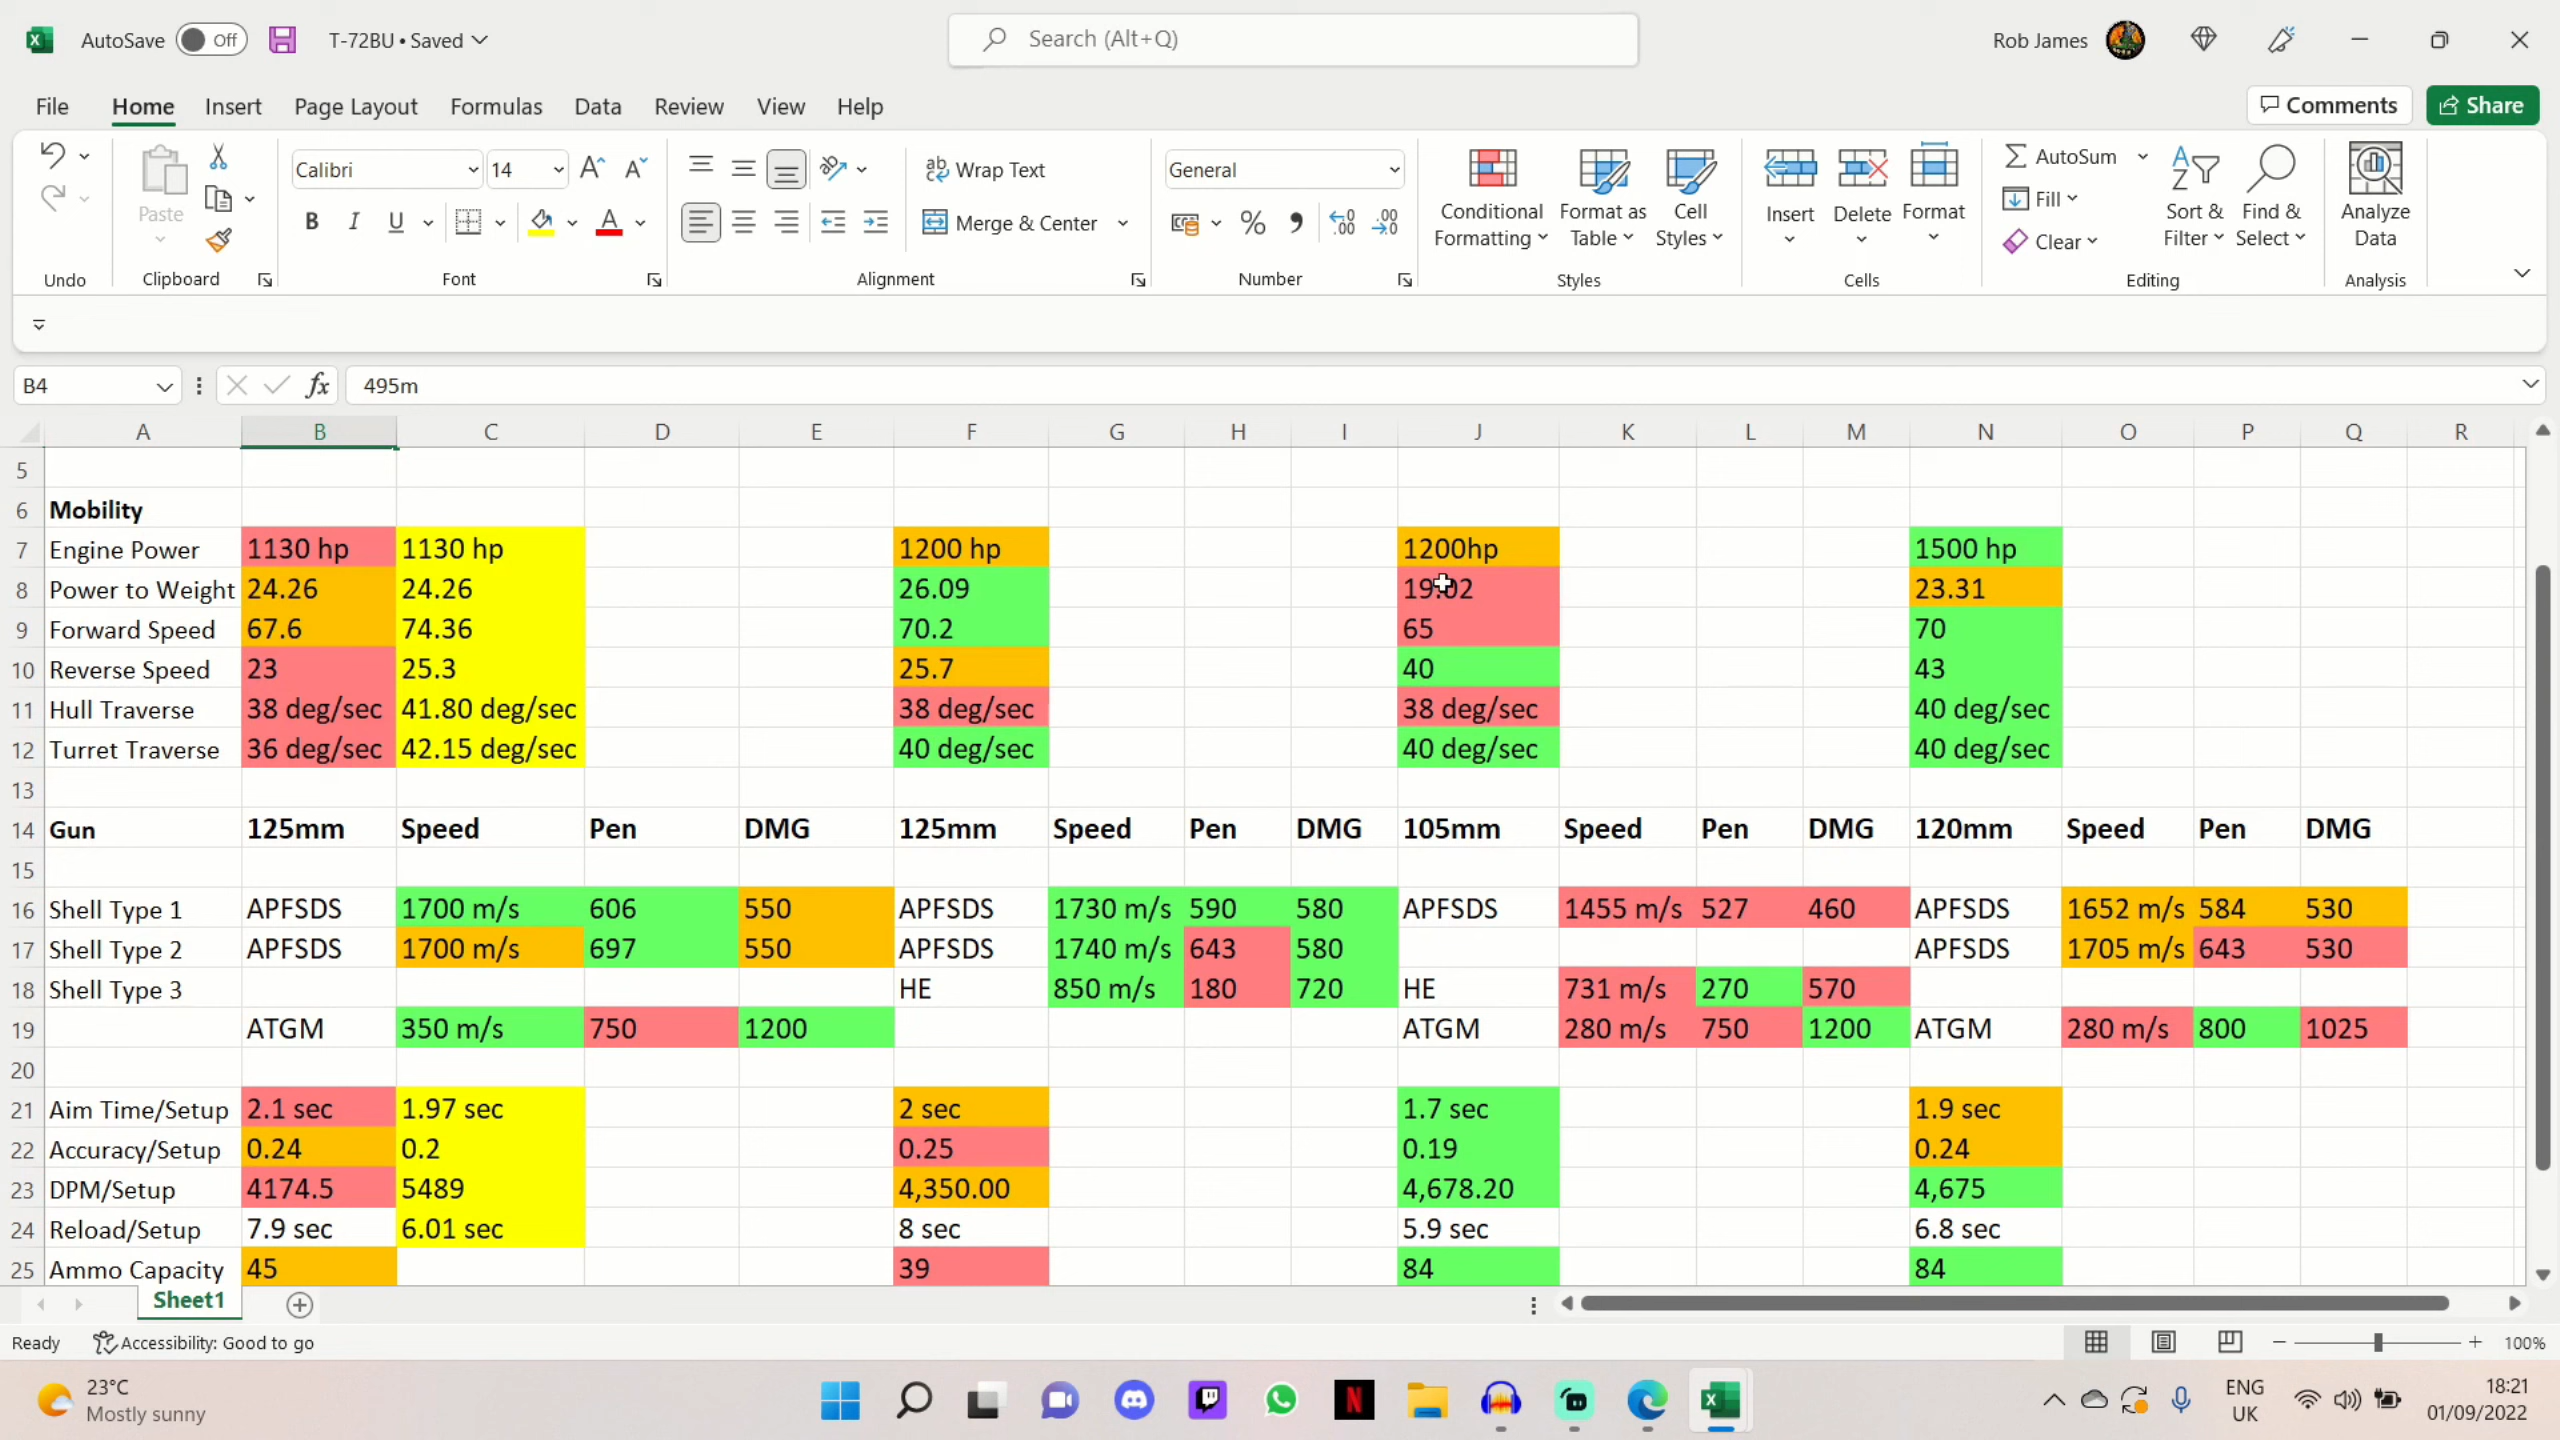 AutoSave Off T-72BU • Saved Search (Alt+Q) Rob James
File Home Insert Page Layout Formulas Data Review View Help Comments Share
Paste Calibri 14 B I U A Wrap Text Merge & Center General % Conditional Formatting Format as Table Cell Styles Insert Delete Format AutoSum Fill Clear Sort & Filter Find & Select Analyze Data
Undo Clipboard Font Alignment Number Styles Cells Editing Analysis
B4 fx 495m
A B C D E F G H I J K L M N O P Q R
5
6 Mobility
7 Engine Power 1130 hp 1130 hp 1200 hp 1200hp 1500 hp
8 Power to Weight 24.26 24.26 26.09 19.02 23.31
9 Forward Speed 67.6 74.36 70.2 65 70
10 Reverse Speed 23 25.3 25.7 40 43
11 Hull Traverse 38 deg/sec 41.80 deg/sec 38 deg/sec 38 deg/sec 40 deg/sec
12 Turret Traverse 36 deg/sec 42.15 deg/sec 40 deg/sec 40 deg/sec 40 deg/sec
13
14 Gun 125mm Speed Pen DMG 125mm Speed Pen DMG 105mm Speed Pen DMG 120mm Speed Pen DMG
15
16 Shell Type 1 APFSDS 1700 m/s 606 550 APFSDS 1730 m/s 590 580 APFSDS 1455 m/s 527 460 APFSDS 1652 m/s 584 530
17 Shell Type 2 APFSDS 1700 m/s 697 550 APFSDS 1740 m/s 643 580 APFSDS 1705 m/s 643 530
18 Shell Type 3 HE 850 m/s 180 720 HE 731 m/s 270 570
19 ATGM 350 m/s 750 1200 ATGM 280 m/s 750 1200 ATGM 280 m/s 800 1025
20
21 Aim Time/Setup 2.1 sec 1.97 sec 2 sec 1.7 sec 1.9 sec
22 Accuracy/Setup 0.24 0.2 0.25 0.19 0.24
23 DPM/Setup 4174.5 5489 4,350.00 4,678.20 4,675
24 Reload/Setup 7.9 sec 6.01 sec 8 sec 5.9 sec 6.8 sec
25 Ammo Capacity 45 39 84 84
Sheet1
Ready Accessibility: Good to go 100%
23°C ENG 18:21
Mostly sunny UK 01/09/2022